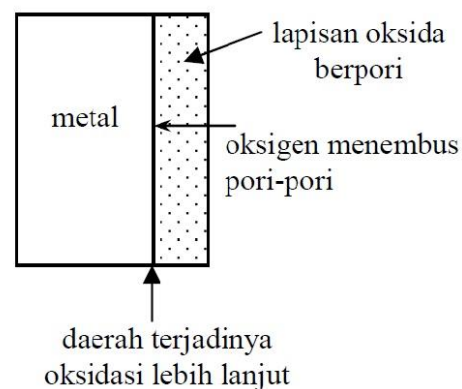 lapisan oksida
berpori
metal
oksigen menembus
pori-pori
daerah terjadinya
oksidasi lebih lanjut